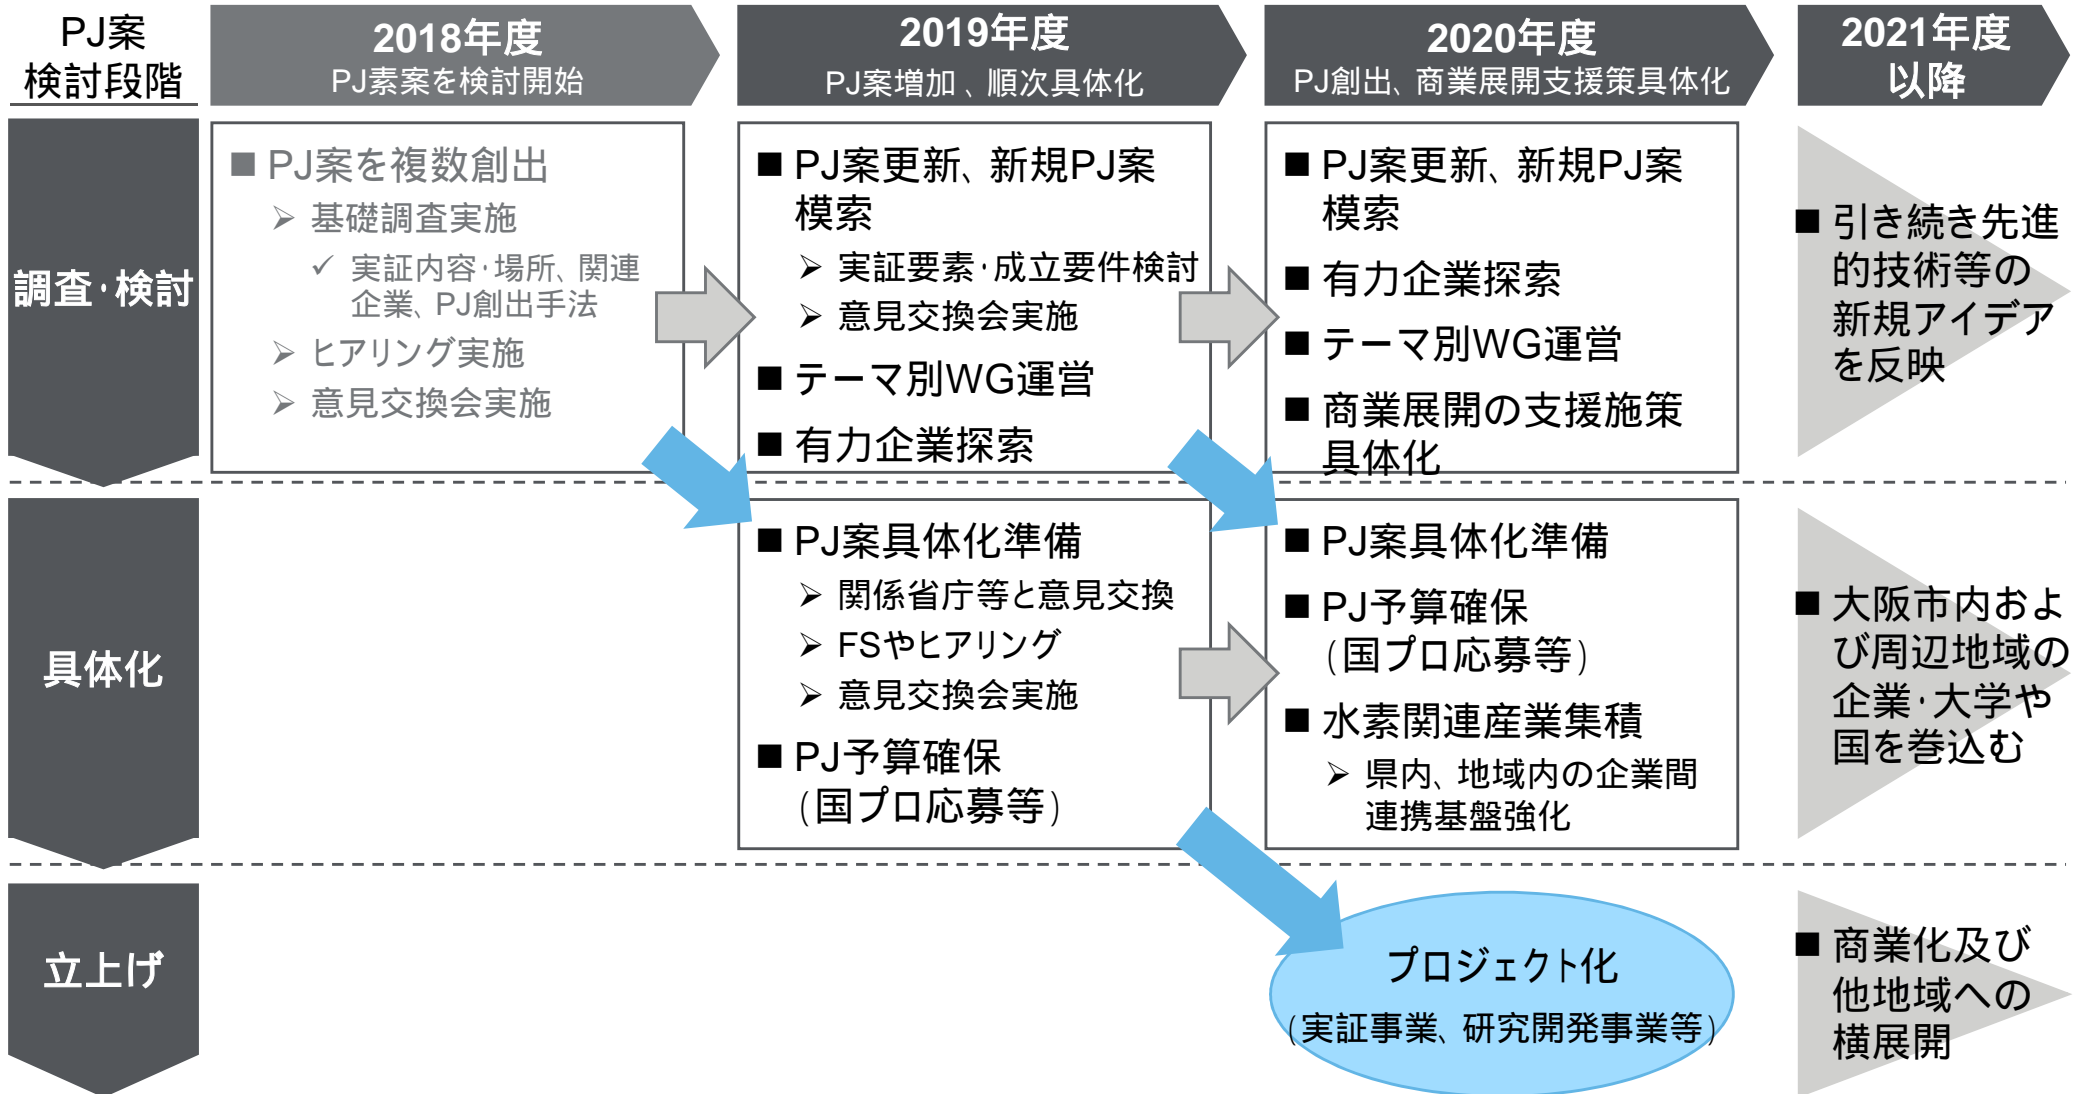 PJ案
検討段階
2018年度
PJ素案を検討開始
2019年度
PJ案増加、順次具体化
2020年度
PJ創出、商業展開支援策具体化
2021年度
以降
調査・検討
■ PJ案を複数創出
➢ 基礎調査実施
✓ 実証内容・場所、関連
企業、PJ創出手法
➢ ヒアリング実施
➢ 意見交換会実施
■ PJ案更新、新規PJ案
模索
➢ 実証要素・成立要件検討
➢ 意見交換会実施
■ テーマ別WG運営
■ 有力企業探索
■ PJ案更新、新規PJ案
模索
■ 有力企業探索
■ テーマ別WG運営
■ 商業展開の支援施策
具体化
■ 引き続き先進
的技術等の
新規アイデア
を反映
具体化
■ PJ案具体化準備
➢ 関係省庁等と意見交換
➢ FSやヒアリング
➢ 意見交換会実施
■ PJ予算確保
(国プロ応募等)
■ PJ案具体化準備
■ PJ予算確保
(国プロ応募等)
■ 水素関連産業集積
➢ 県内、地域内の企業間
連携基盤強化
■ 大阪市内およ
び周辺地域の
企業・大学や
国を巻込む
立上げ
プロジェクト化
(実証事業、研究開発事業等)
■ 商業化及び
他地域への
横展開